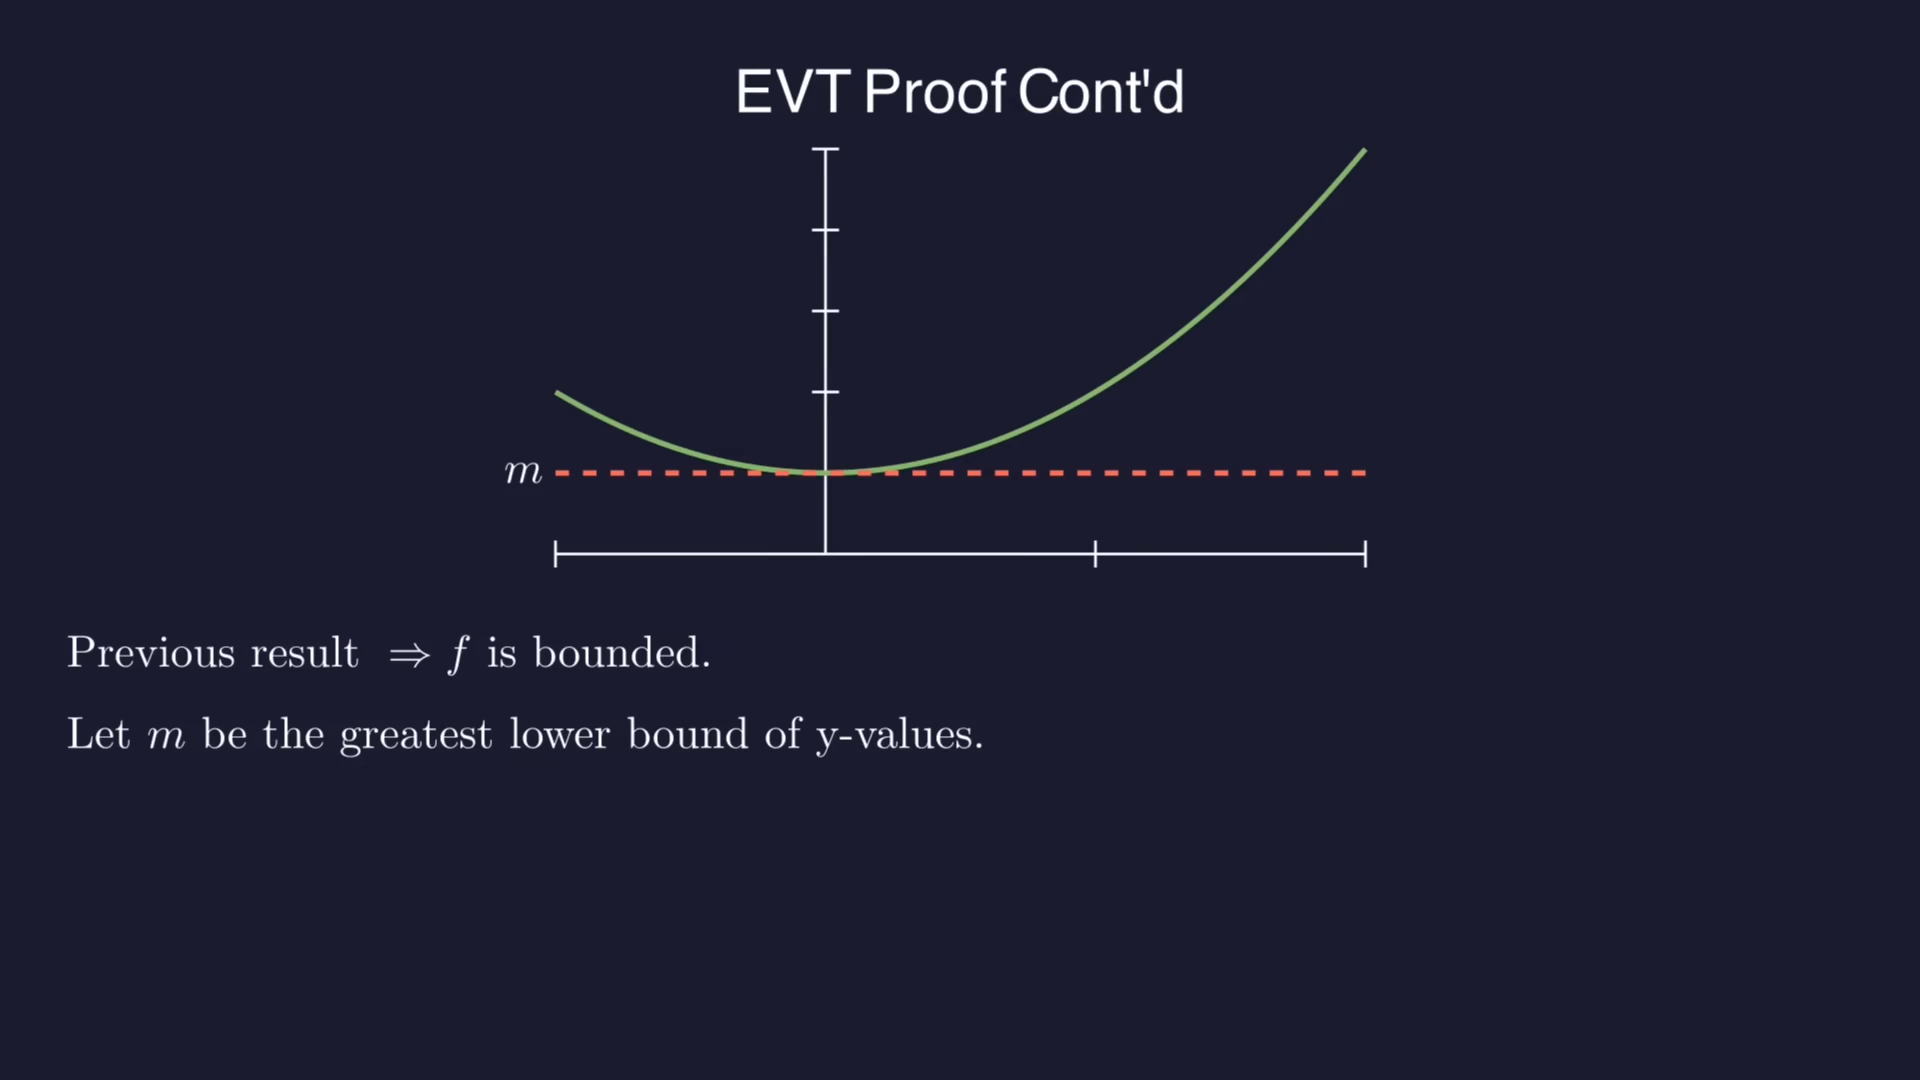 EVT Proof Cont'd
m
Previous result ⇒ f is bounded.
Let m be the greatest lower bound of y-values.